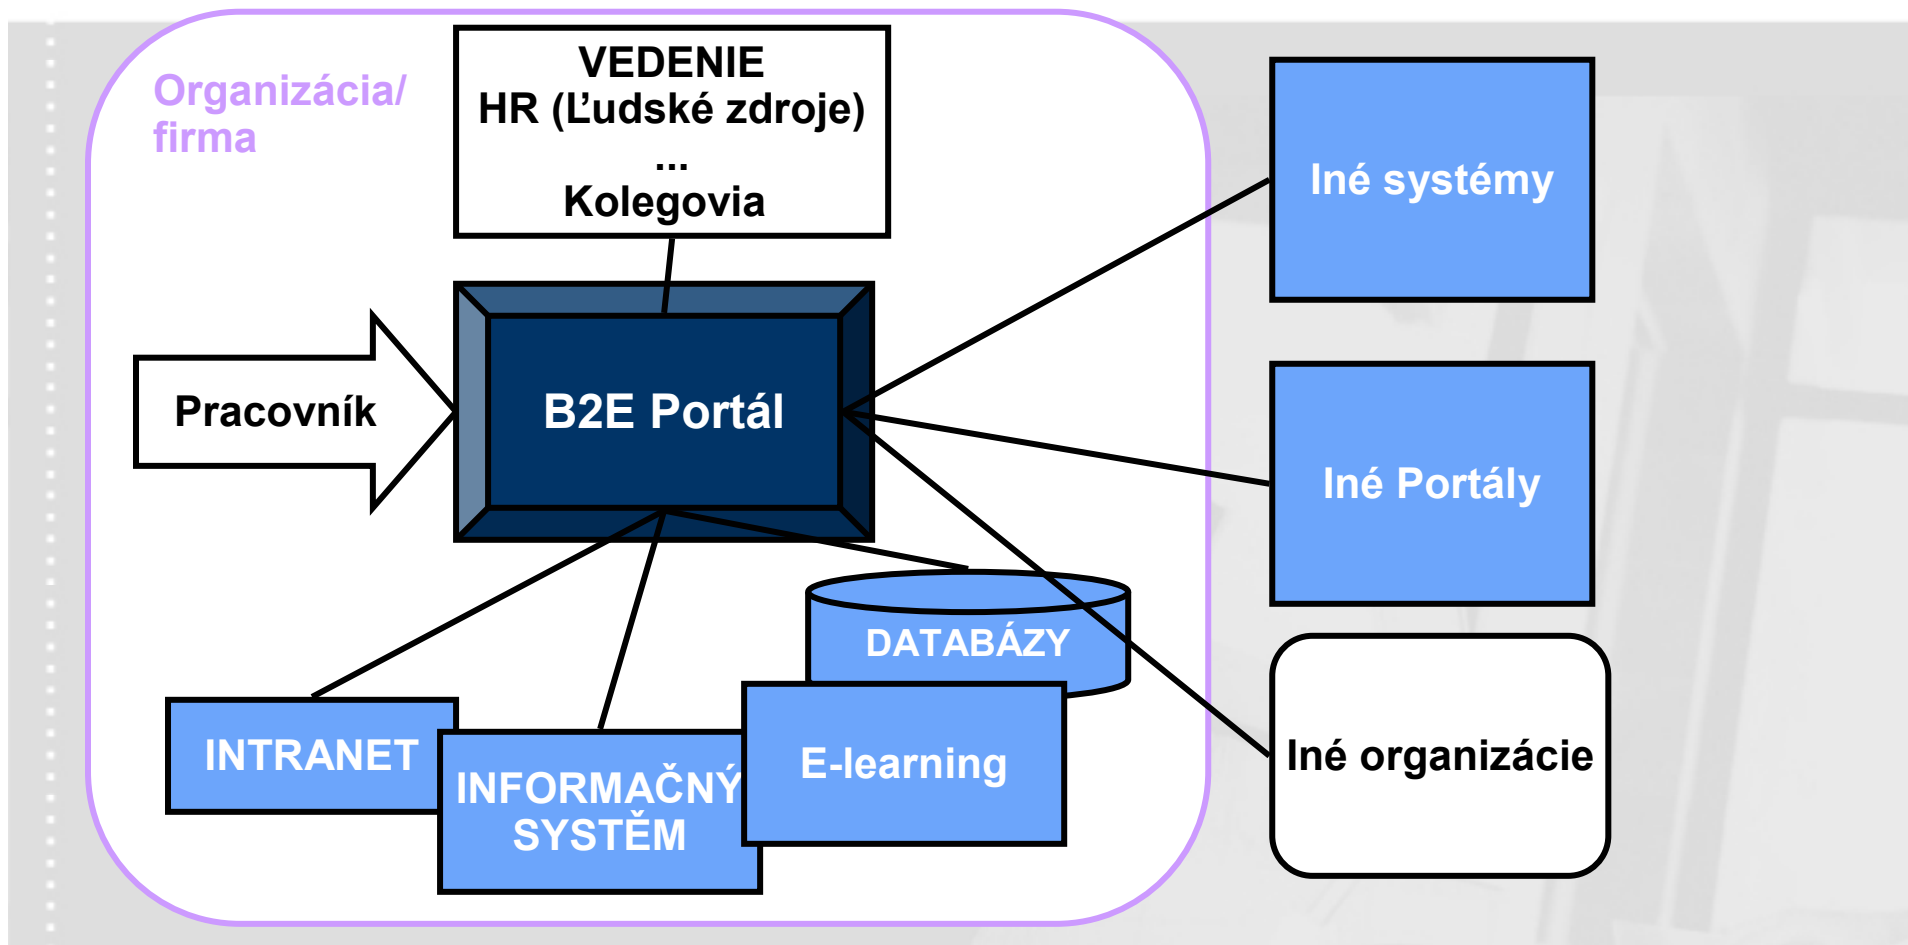 Organizácia/
firma
VEDENIE
HR (Ľudské zdroje)
...
Kolegovia
Iné systémy
Pracovník
B2E Portál
Iné Portály
DATABÁZY
INTRANET
INFORMAČNÝ
SYSTĚM
E-learning
Iné organizácie